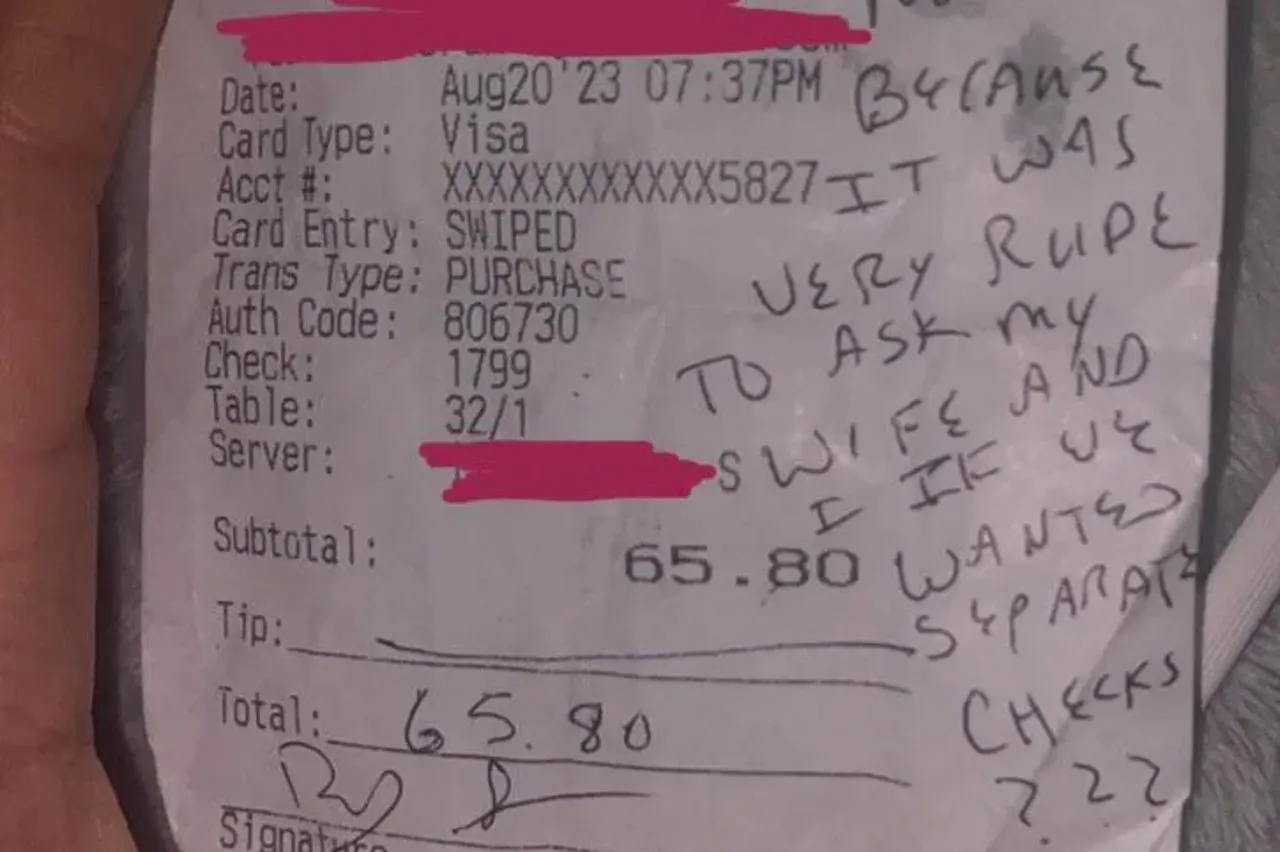 Date: Aug20'23 07:37PM
BECAUSE
Card Type: Visa
IT WAS
Acct #: XXXXXXXXXXXX5827
VERY RUDE
Card Entry: SWIPED
TO ASK MY
Trans Type: PURCHASE
WIFE AND
Auth Code: 806730
I IF WE
Check: 1799
WANTED
Table: 32/1
SEPARATE
Server: S
CHECKS
Subtotal: 65.80
???
Tip:
Total: 65.80
Signature